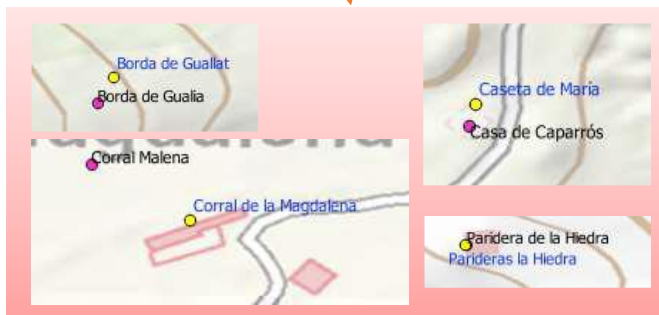 Borda de Guallat
Borda de Gualia
Corral Malena
Corral de la Magdalena
Caseta de María
Casa de Caparrós
Paridera de la Hiedra
Parideras la Hiedra